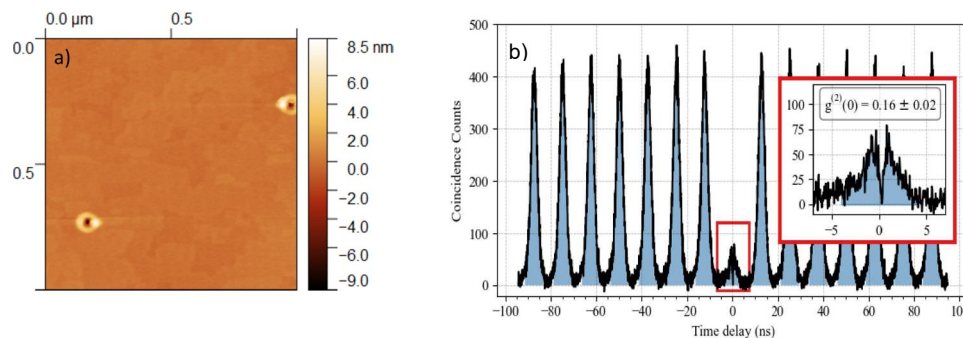 0.0 µm 0.5
0.0
0.5
a)
8.5 nm
6.0
4.0
2.0
0.0
−2.0
−4.0
−6.0
−9.0
b)
Coincidence Counts
500
400
300
200
100
0
−100 −80 −60 −40 −20 0 20 40 60 80 100
Time delay (ns)
g(2)(0) = 0.16 ± 0.02
100
75
50
25
0
−5 0 5